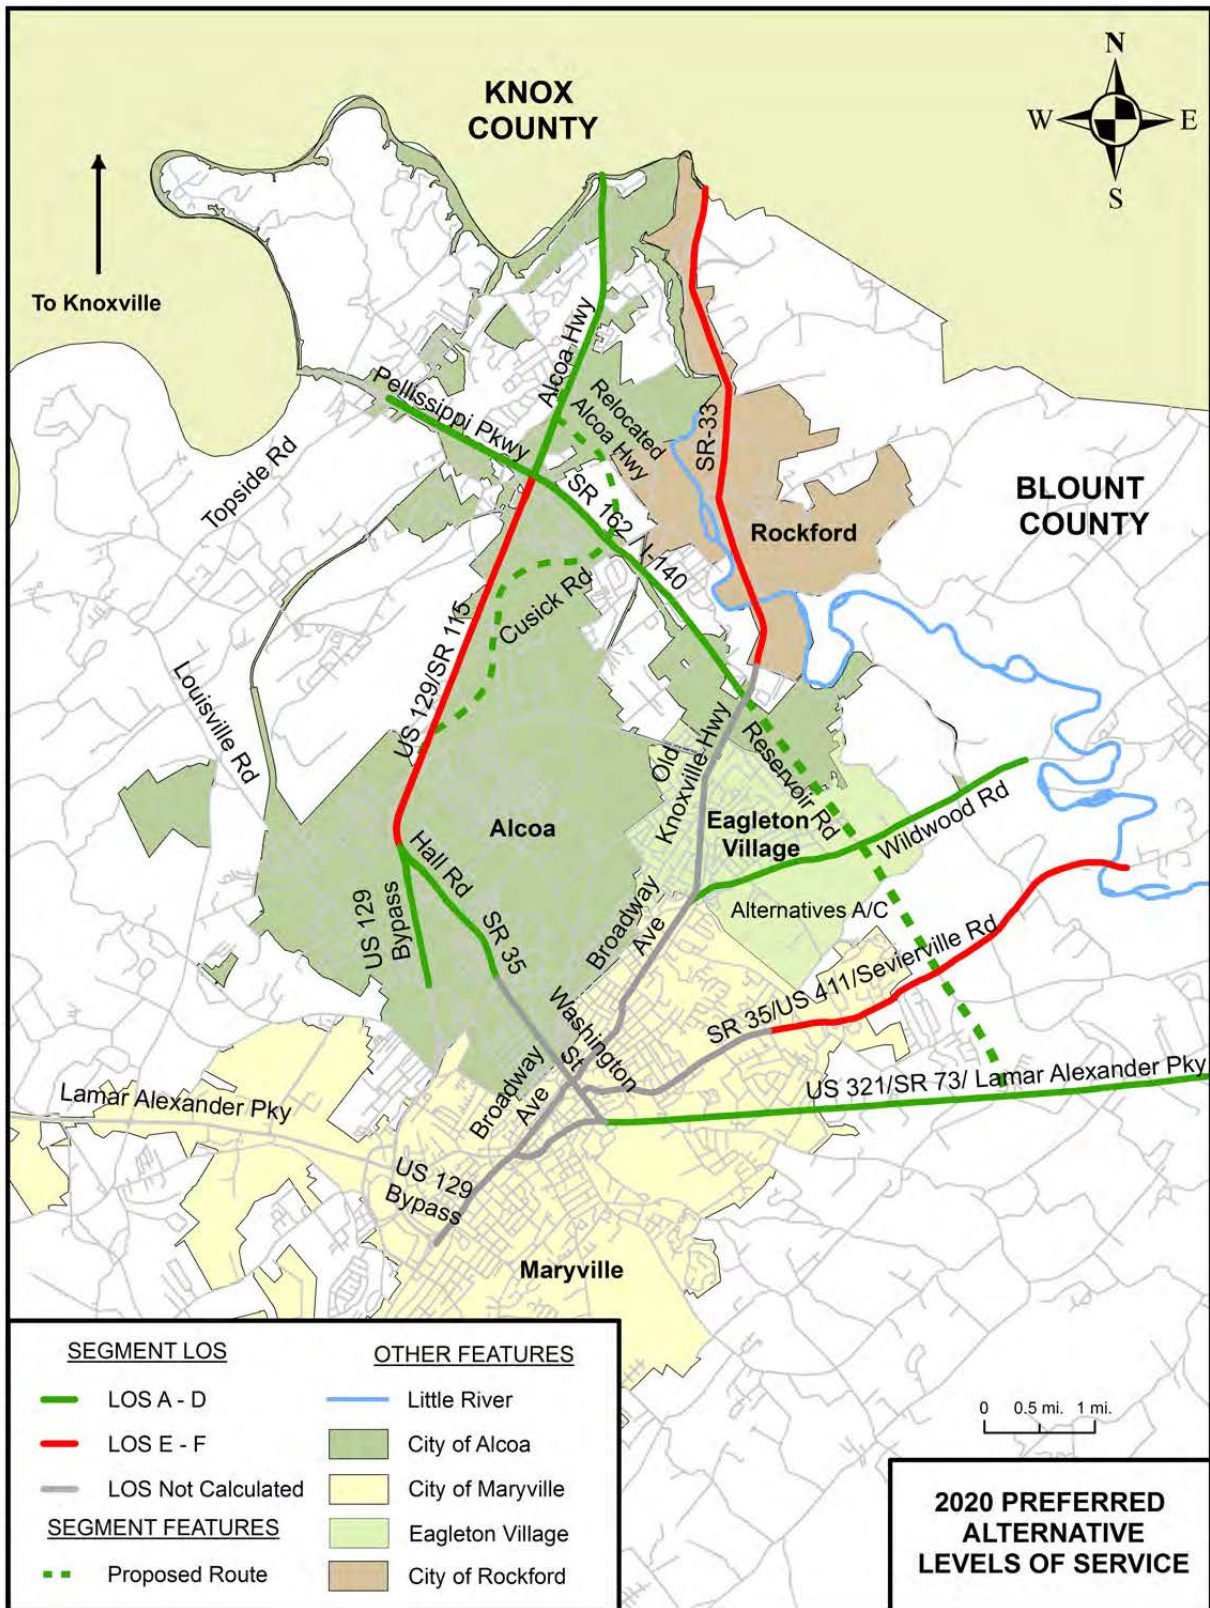 KNOX
COUNTY
N
W
E
S
To Knoxville
Alcoa Hwy
Pellissippi Pkwy
Relocated
Alcoa Hwy
SR-33
Topside Rd
SR 162 / I-140
BLOUNT
COUNTY
Rockford
Cusick Rd
US 129/SR 115
Louisville Rd
Old
Knoxville Hwy
Reservoir Rd
Alcoa
Eagleton
Village
Wildwood Rd
Hall Rd
US 129
Bypass
SR 35
Broadway
Ave
Alternatives A/C
SR 35/US 411/Sevierville Rd
Washington
St
Broadway
Ave
US 321/SR 73/ Lamar Alexander Pky
Lamar Alexander Pky
US 129
Bypass
Maryville
SEGMENT LOS
LOS A - D
LOS E - F
LOS Not Calculated
SEGMENT FEATURES
Proposed Route
OTHER FEATURES
Little River
City of Alcoa
City of Maryville
Eagleton Village
City of Rockford
0 0.5 mi. 1 mi.
2020 PREFERRED
ALTERNATIVE
LEVELS OF SERVICE